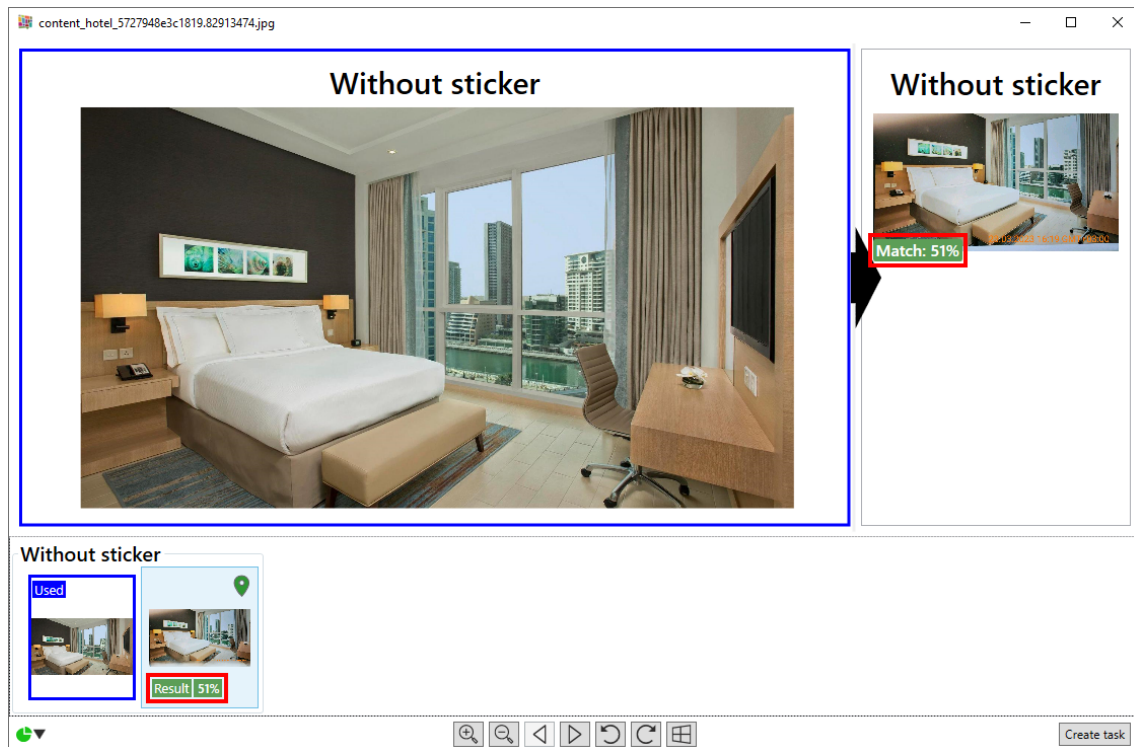 content_hotel_5727948e3c1819.82913474.jpg
Without sticker
Without sticker
Match: 51%
Without sticker
Used
Result 51%
Create task